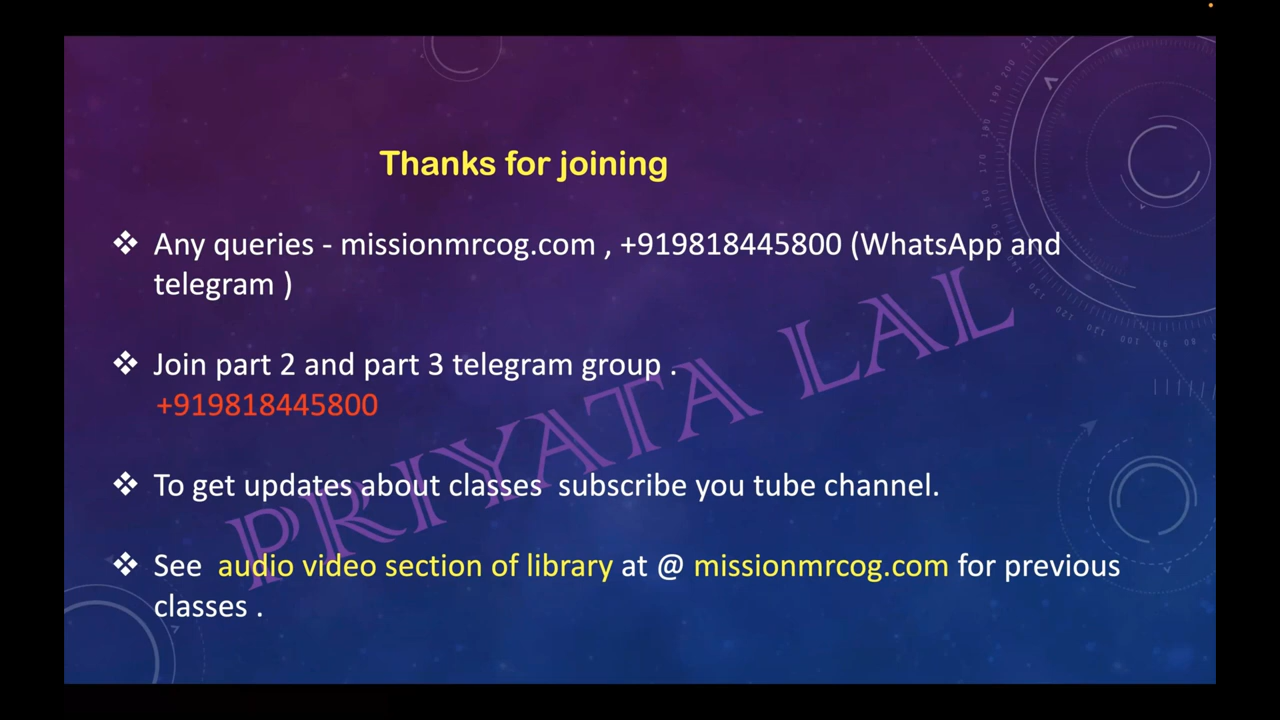 Thanks for joining
❖ Any queries - missionmrcog.com , +919818445800 (WhatsApp and
telegram )
❖ Join part 2 and part 3 telegram group .
+919818445800
❖ To get updates about classes  subscribe you tube channel.
❖ See  audio video section of library at @ missionmrcog.com for previous
classes .
PRIYATA LAL